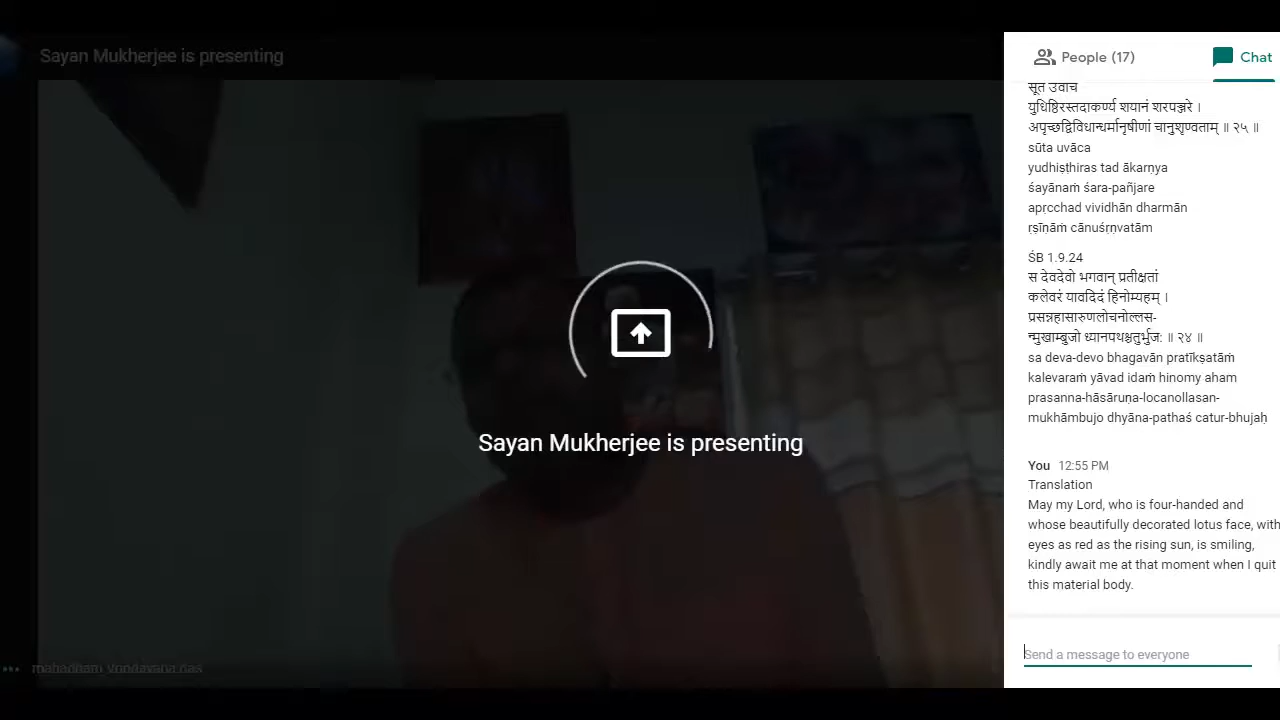 Sayan Mukherjee is presenting
People (17)
Chat
सूत उवाच
युधिष्ठिरस्तदाकर्ण्य शयानं शरपञ्जरे ।
अपृच्छद्विविधान्धर्मानृषीणां चानुशृण्वताम् ॥ २५ ॥
sūta uvāca
yudhiṣṭhiras tad ākarṇya
śayānaṁ śara-pañjare
apṛcchad vividhān dharmān
ṛṣīṇāṁ cānuśṛṇvatām
ŚB 1.9.24
स देवदेवो भगवान् प्रतीक्षतां
कलेवरं यावदिदं हिनोम्यहम् ।
प्रसन्नहासारुणलोचनोल्लस-
न्मुखाम्बुजो ध्यानपथश्चतुर्भुज: ॥ २४ ॥
sa deva-devo bhagavān pratīkṣatāṁ
kalevaraṁ yāvad idaṁ hinomy aham
prasanna-hāsāruṇa-locanollasan-
mukhāmbujo dhyāna-pathaś catur-bhujaḥ
You 12:55 PM
Translation
May my Lord, who is four-handed and
whose beautifully decorated lotus face, with
eyes as red as the rising sun, is smiling,
kindly await me at that moment when I quit
this material body.
Send a message to everyone
Sayan Mukherjee is presenting
mahadham Vrndavana das